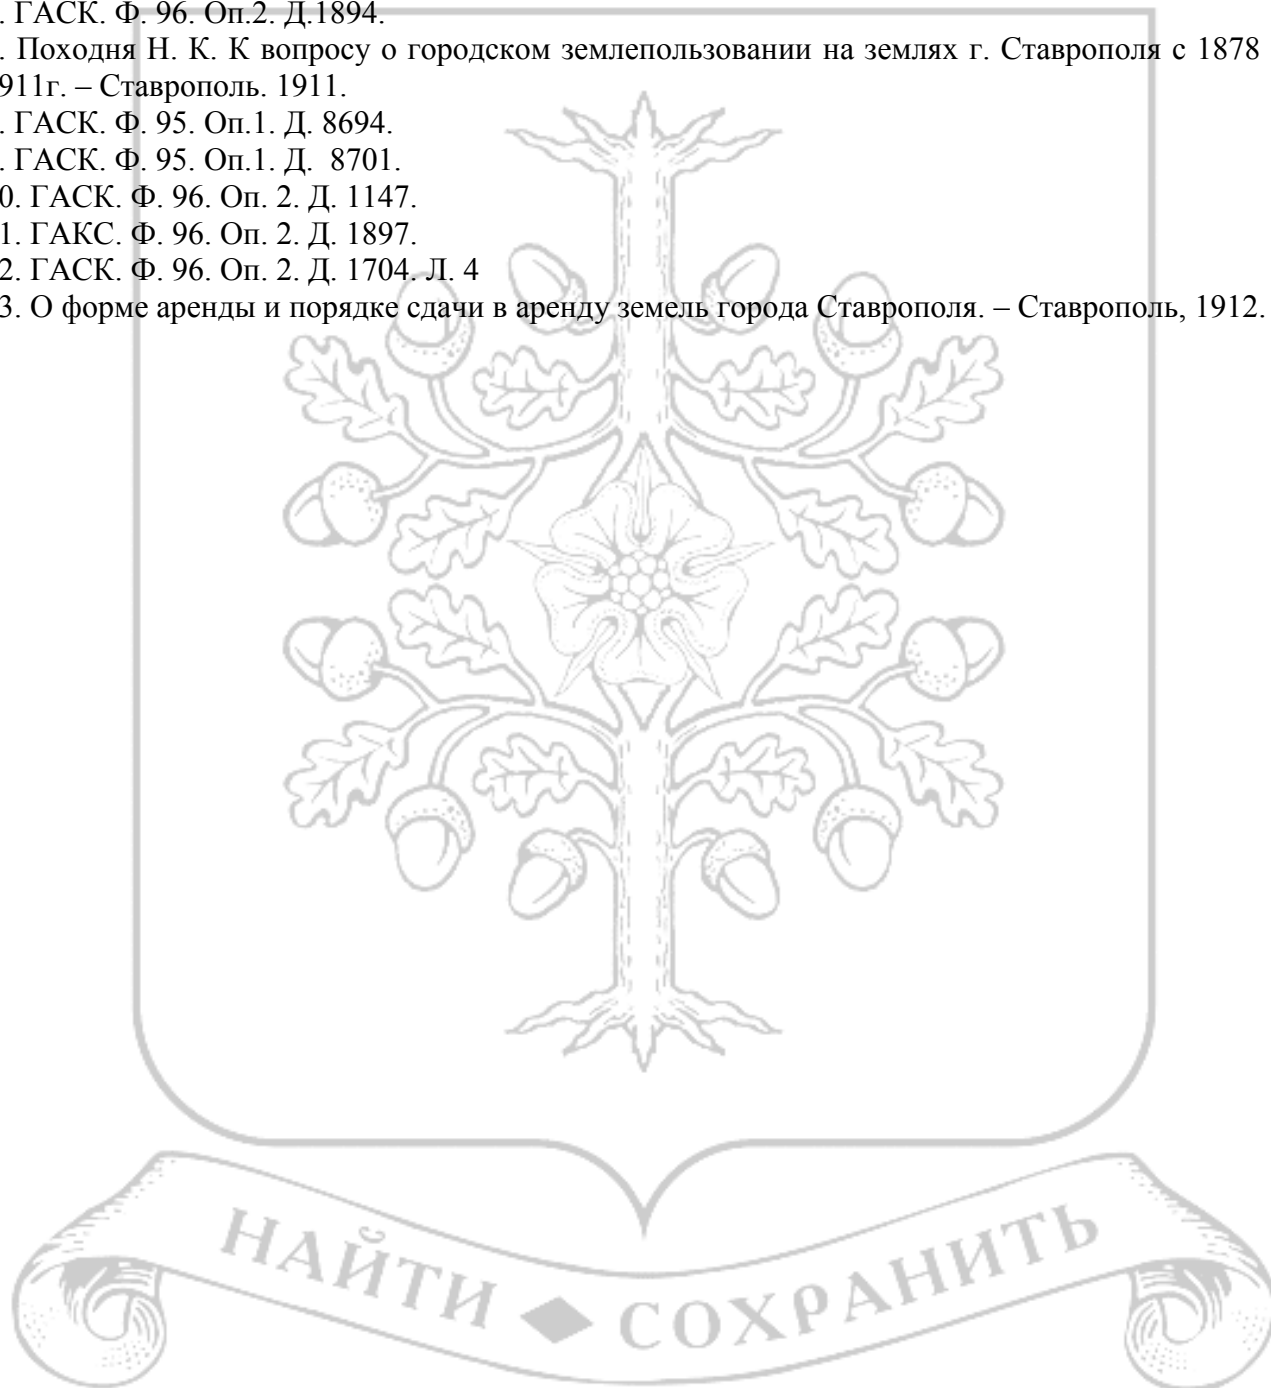 . ГАСК. Ф. 96. Оп.2. Д.1894.
. Походня Н. К. К вопросу о городском землепользовании на землях г. Ставрополя с 1878
911г. – Ставрополь. 1911.
. ГАСК. Ф. 95. Оп.1. Д. 8694.
. ГАСК. Ф. 95. Оп.1. Д. 8701.
0. ГАСК. Ф. 96. Оп. 2. Д. 1147.
1. ГАКС. Ф. 96. Оп. 2. Д. 1897.
2. ГАСК. Ф. 96. Оп. 2. Д. 1704. Л. 4
3. О форме аренды и порядке сдачи в аренду земель города Ставрополя. – Ставрополь, 1912.
НАЙТИ ◆ СОХРАНИТЬ